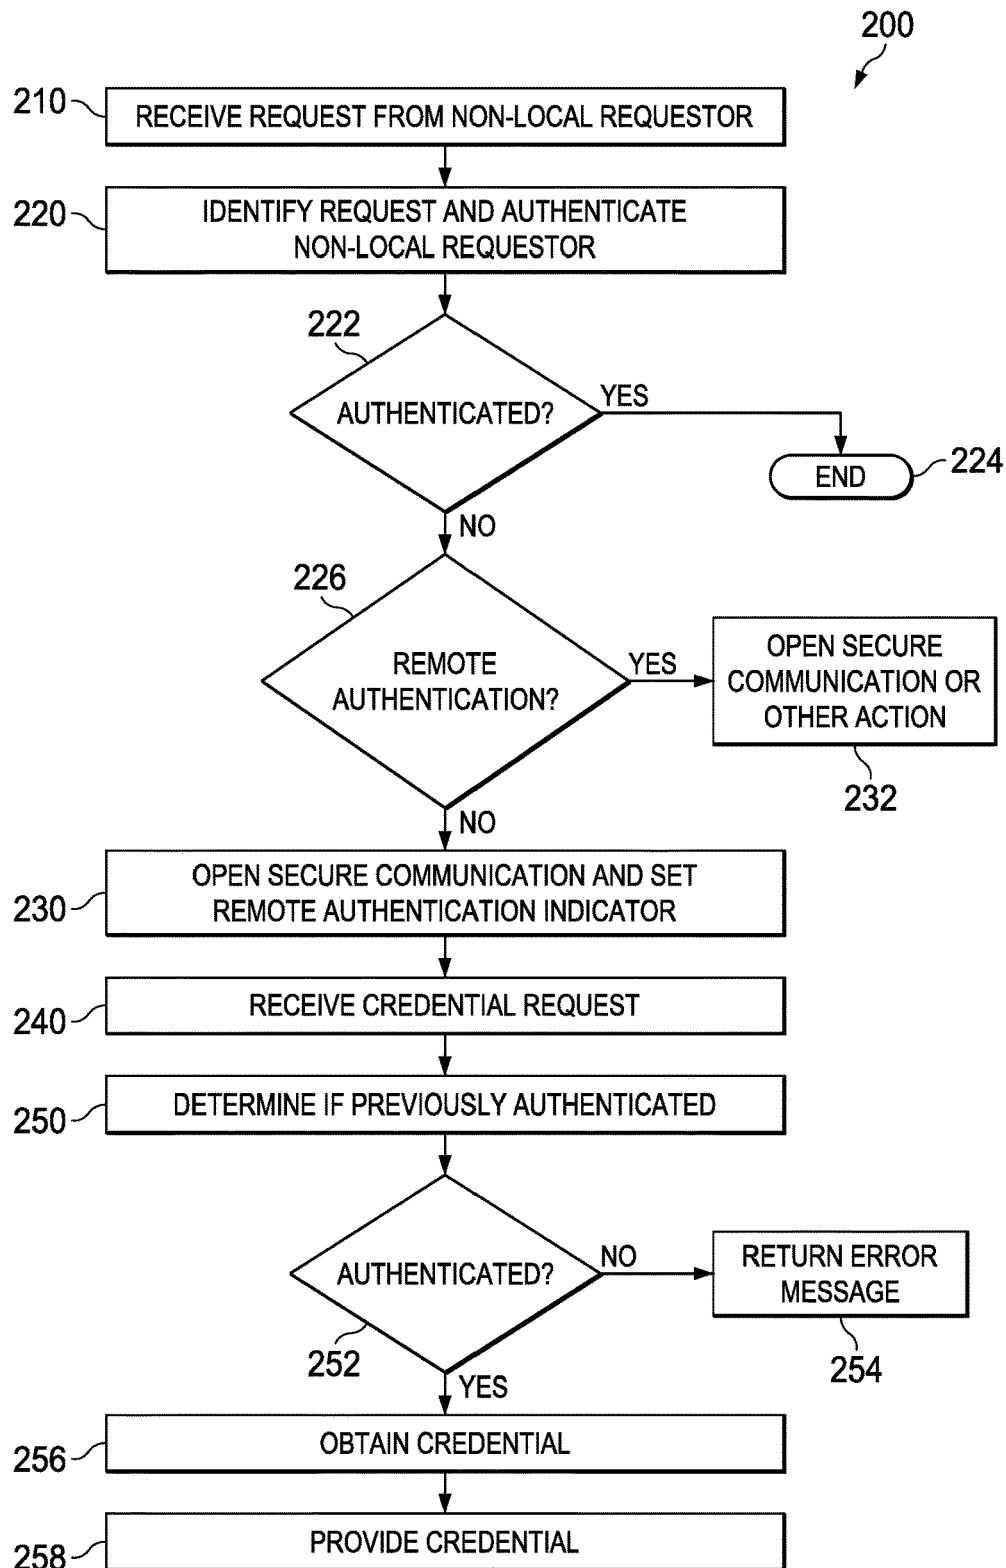 200
210
RECEIVE REQUEST FROM NON-LOCAL REQUESTOR
220
IDENTIFY REQUEST AND AUTHENTICATE
NON-LOCAL REQUESTOR
222
AUTHENTICATED?
YES
END
224
NO
226
REMOTE
AUTHENTICATION?
YES
OPEN SECURE
COMMUNICATION OR
OTHER ACTION
232
NO
230
OPEN SECURE COMMUNICATION AND SET
REMOTE AUTHENTICATION INDICATOR
240
RECEIVE CREDENTIAL REQUEST
250
DETERMINE IF PREVIOUSLY AUTHENTICATED
AUTHENTICATED?
252
NO
RETURN ERROR
MESSAGE
254
YES
256
OBTAIN CREDENTIAL
258
PROVIDE CREDENTIAL